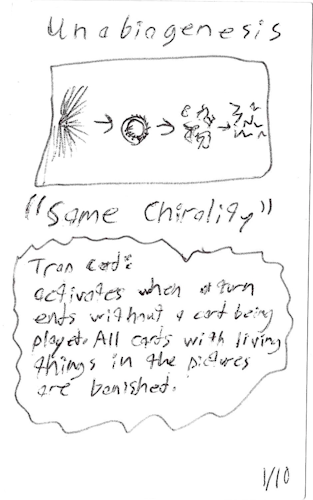 Unabiogenesis
"Same Chirality"
Trap card:
activates when a turn
ends without a card being
played. All cards with living
things in the pictures
are banished.
1/10